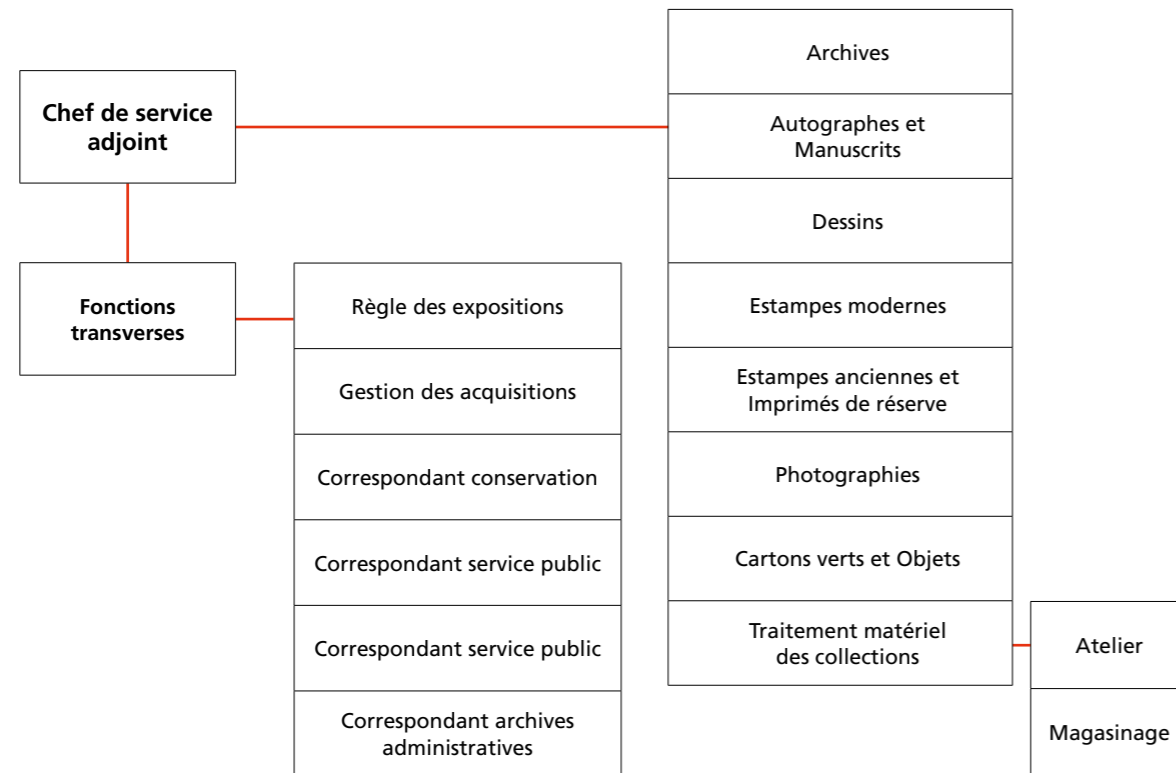 Chef de service
adjoint
Fonctions
transverses
Règle des expositions
Gestion des acquisitions
Correspondant conservation
Correspondant service public
Correspondant service public
Correspondant archives
administratives
Archives
Autographes et
Manuscrits
Dessins
Estampes modernes
Estampes anciennes et
Imprimés de réserve
Photographies
Cartons verts et Objets
Traitement matériel
des collections
Atelier
Magasinage